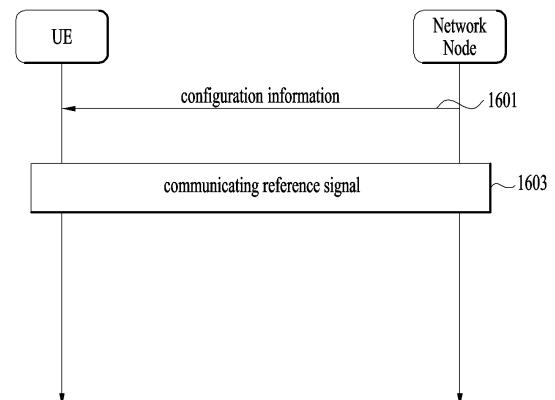 UE
Network
Node
configuration information
1601
communicating reference signal
1603